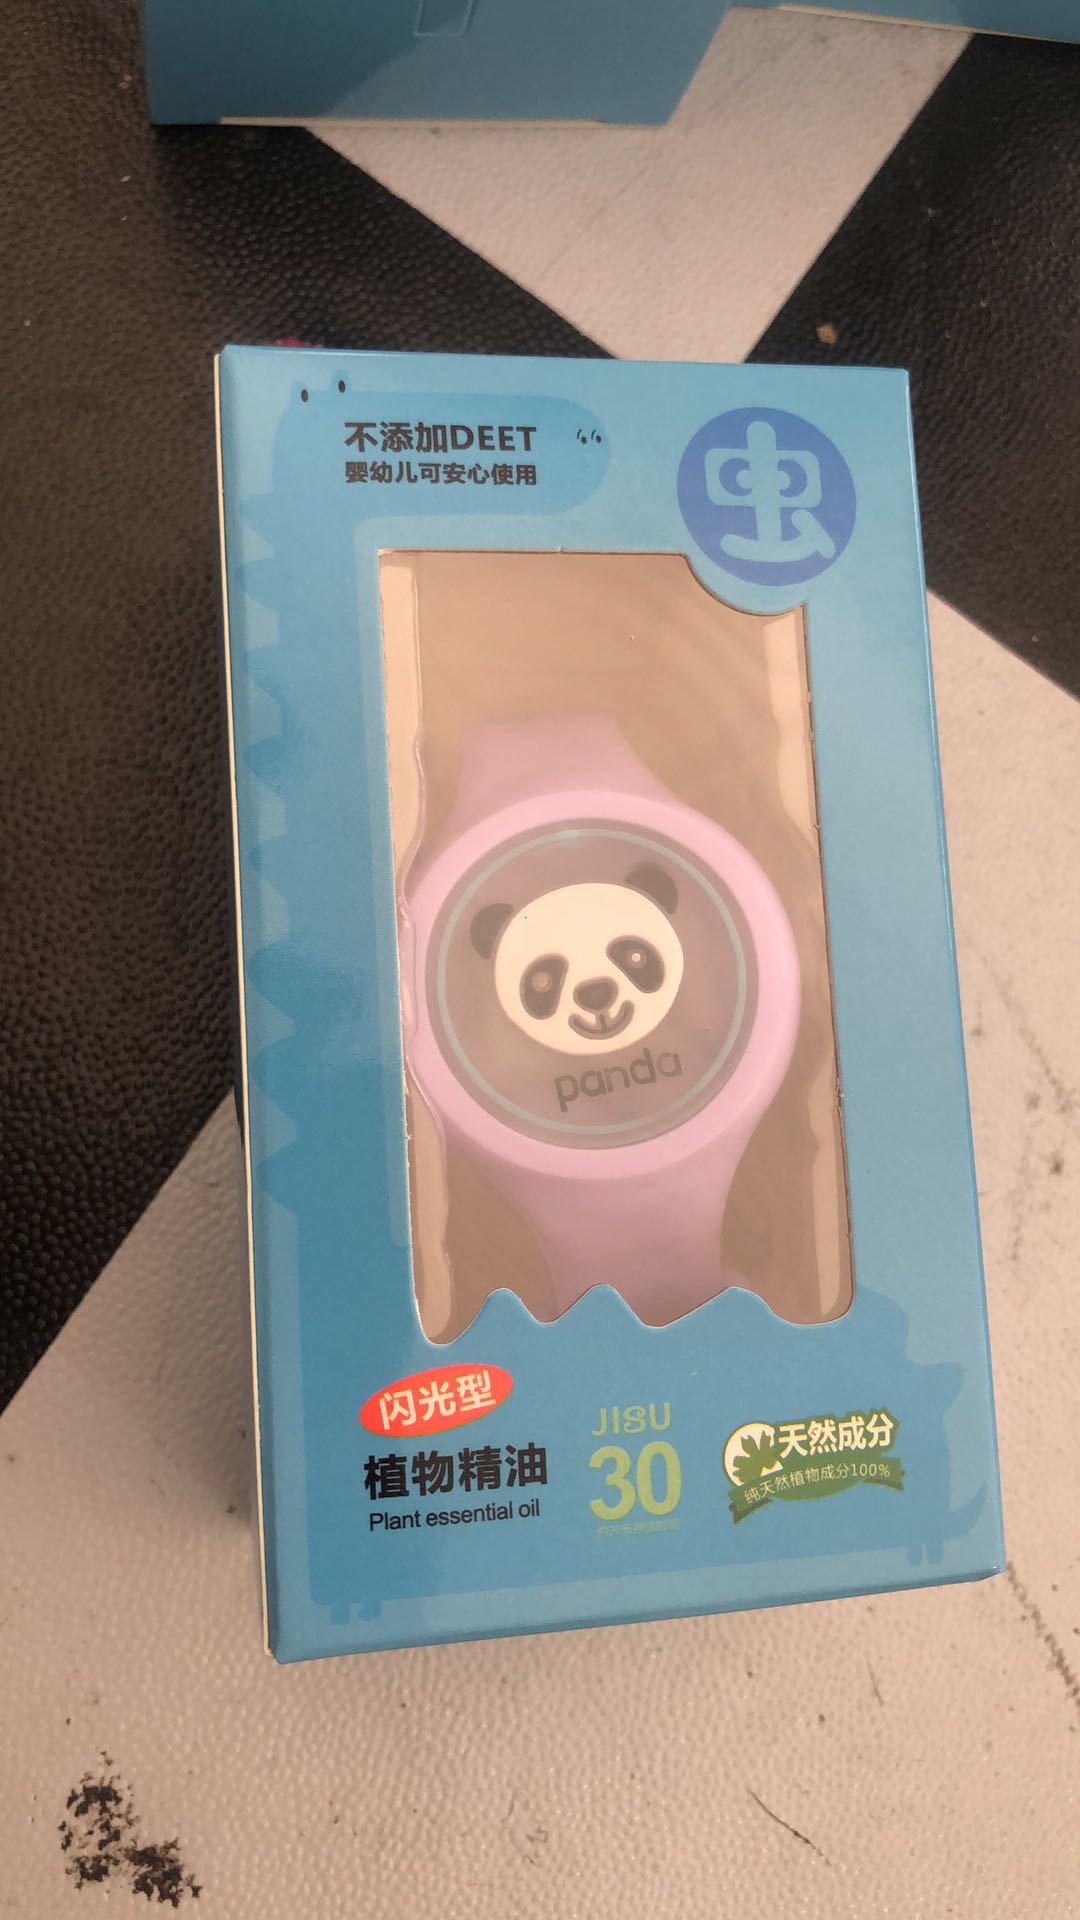 不添加DEET
婴幼儿可安心使用
虫
panda
闪光型
植物精油
Plant essential oil
JISU
30
天然成分
纯天然植物成分100%